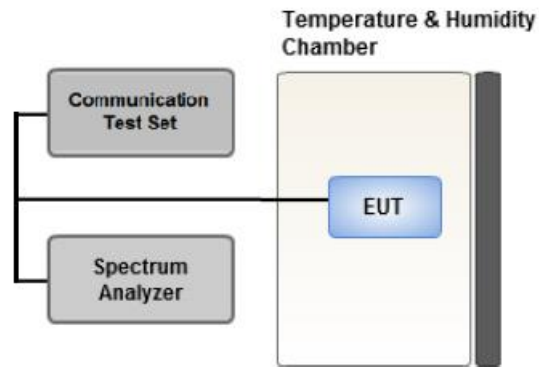 Temperature & Humidity
Chamber
Communication
Test Set
EUT
Spectrum
Analyzer